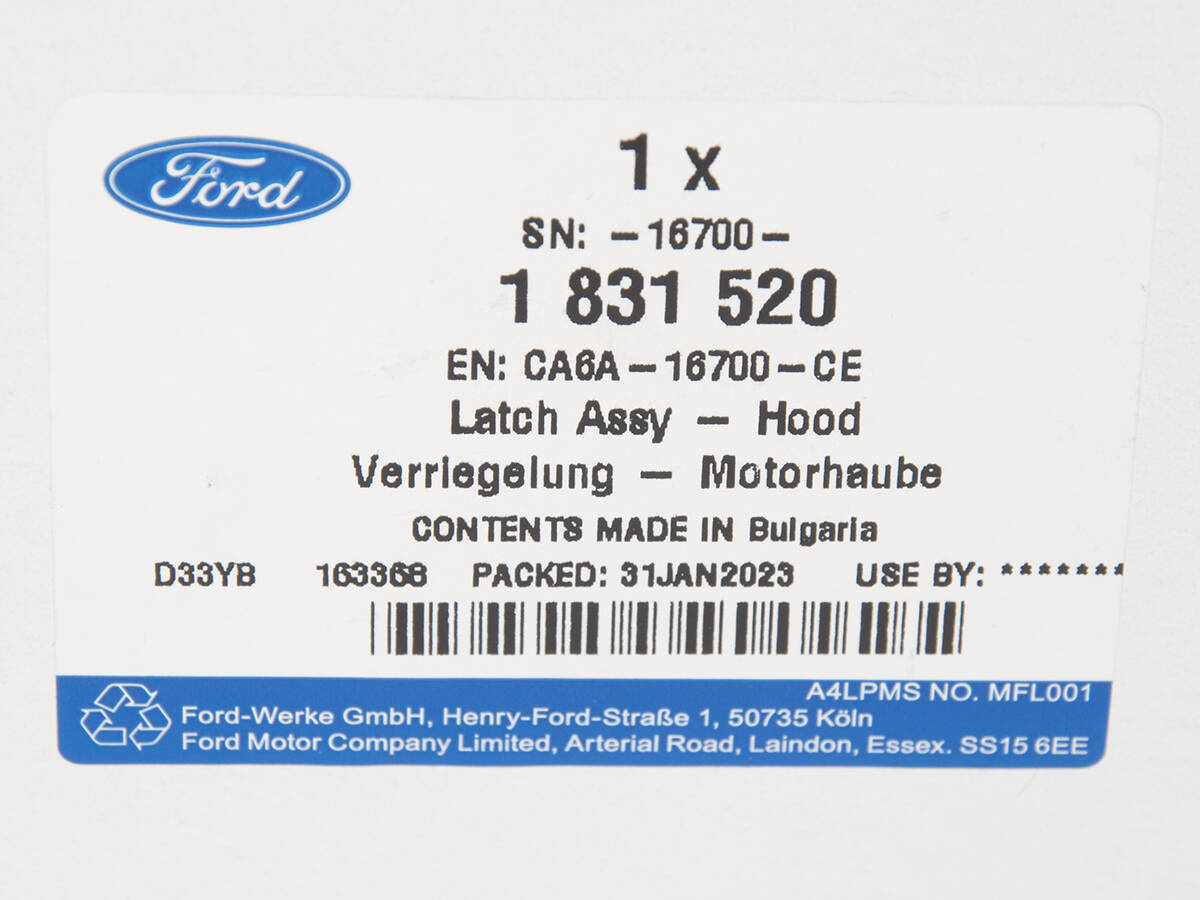 Ford
1 x
SN: -16700-
1 831 520
EN: CA6A-16700-CE
Latch Assy - Hood
Verriegelung - Motorhaube
CONTENTS MADE IN Bulgaria
D33YB 163368 PACKED: 31JAN2023 USE BY: *******
A4LPMS NO. MFL001
Ford-Werke GmbH, Henry-Ford-Straße 1, 50735 Köln
Ford Motor Company Limited, Arterial Road, Laindon, Essex. SS15 6EE